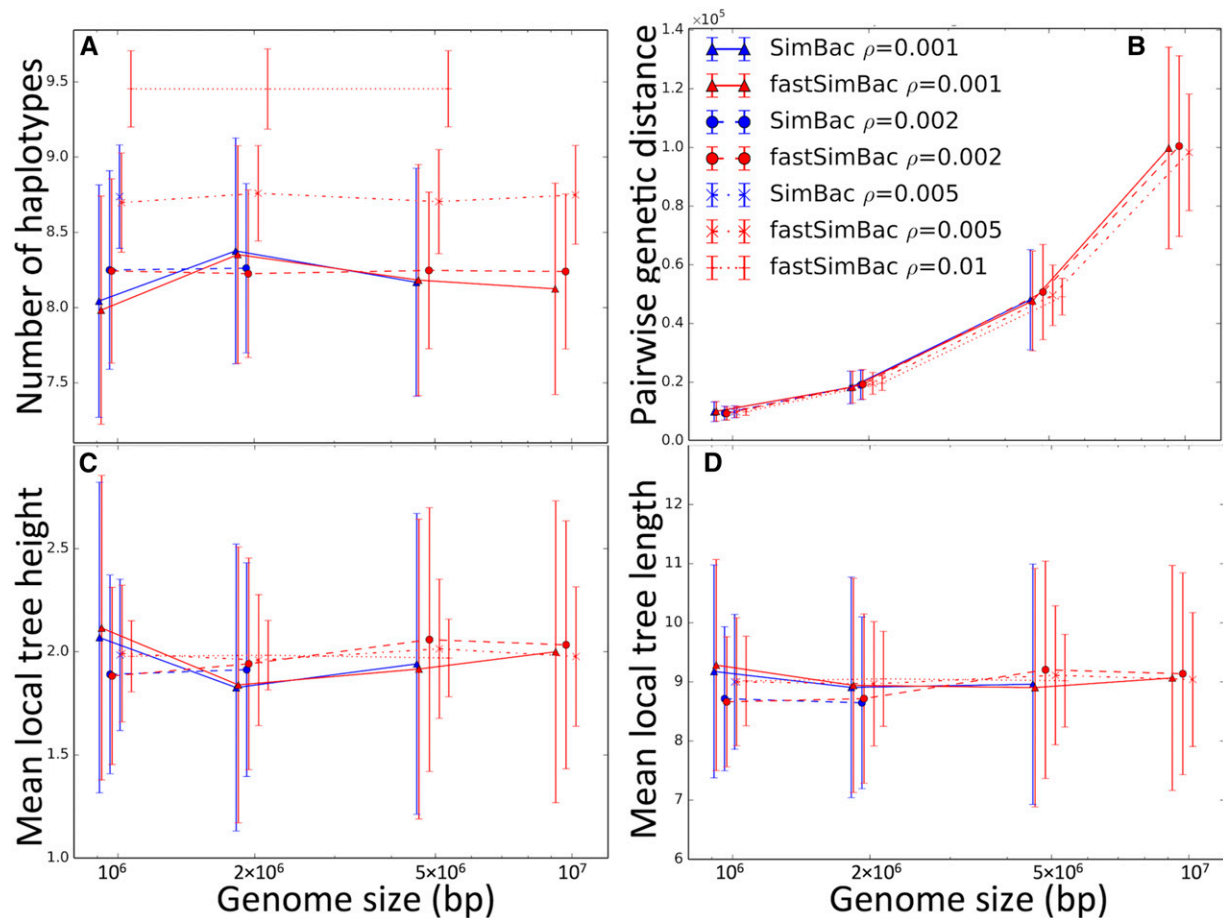 A
Number of haplotypes
9.5
9.0
8.5
8.0
7.5
×10⁵
B
Pairwise genetic distance
1.4
1.2
1.0
0.8
0.6
0.4
0.2
0.0
SimBac ρ=0.001
fastSimBac ρ=0.001
SimBac ρ=0.002
fastSimBac ρ=0.002
SimBac ρ=0.005
fastSimBac ρ=0.005
fastSimBac ρ=0.01
C
Mean local tree height
2.5
2.0
1.5
1.0
10⁶ 2×10⁶ 5×10⁶ 10⁷
Genome size (bp)
D
Mean local tree length
12
11
10
9
8
7
6
10⁶ 2×10⁶ 5×10⁶ 10⁷
Genome size (bp)